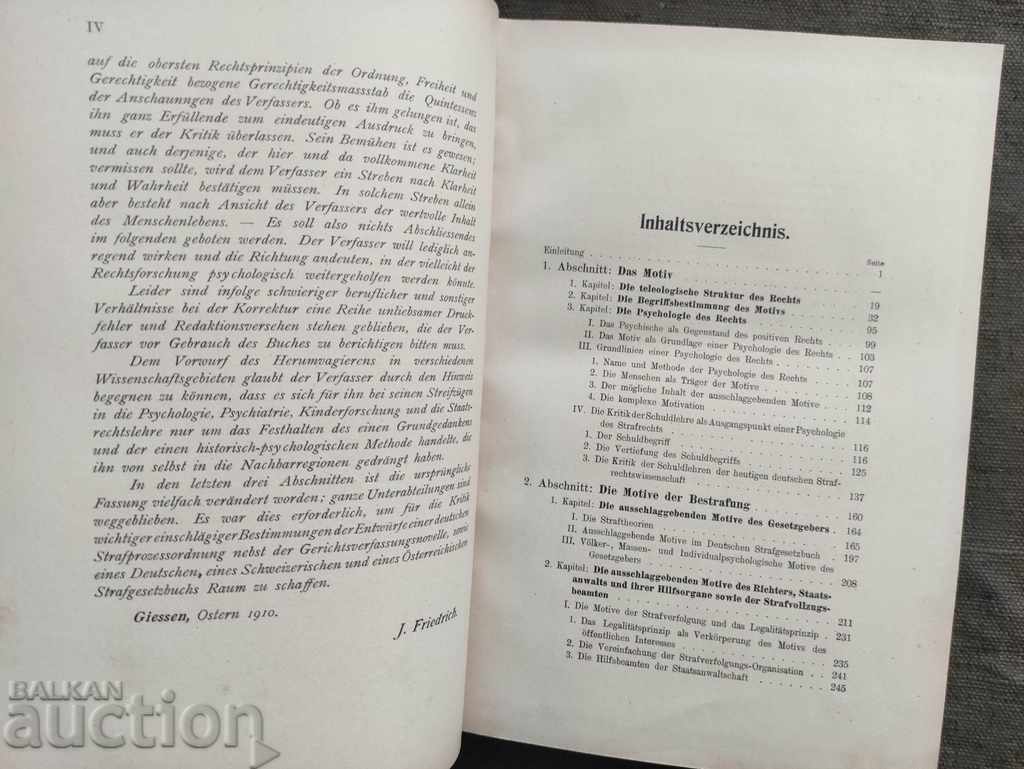 IV
auf die obersten Rechtsprinzipien der Ordnung, Freiheit und
Gerechtigkeit bezogene Gerechtigkeitsmassstab die Quintessenz
der Anschaunngen des Verfassers. Ob es ihm gelungen ist, das
ihn ganz Erfüllende zum eindeutigen Ausdruck zu bringen,
muss er der Kritik überlassen. Sein Bemühen ist es gewesen;
und auch derjenige, der hier und da vollkommene Klarheit
vermissen sollte, wird dem Verfasser ein Streben nach Klarheit
und Wahrheit bestätigen müssen. In solchem Streben allein
aber besteht nach Ansicht des Verfassers der wertvolle Inhalt
des Menschenlebens. — Es soll also nichts Abschliessendes
im folgenden geboten werden. Der Verfasser will lediglich an-
regend wirken und die Richtung andeuten, in der vielleicht der
Rechtsforschung psychologisch weitergeholfen werden könnte.
Leider sind infolge schwieriger beruflicher und sonstiger
Verhältnisse bei der Korrektur eine Reihe unliebsamer Druck-
fehler und Redaktionsversehen stehen geblieben, die der Ver-
fasser vor Gebrauch des Buches zu berichtigen bitten muss.
Dem Vorwurf des Herumvagierens in verschiedenen
Wissenschaftsgebieten glaubt der Verfasser durch den Hinweis
begegnen zu können, dass es sich für ihn bei seinen Streifzügen
in die Psychologie, Psychiatrie, Kinderforschung und die Staats-
rechtslehre nur um das Festhalten des einen Grundgedankens
und der einen historisch-psychologischen Methode handelte, die
ihn von selbst in die Nachbarregionen gedrängt haben.
In den letzten drei Abschnitten ist die ursprüngliche
Fassung vielfach verändert worden; ganze Unterabteilungen sind
weggeblieben. Es war dies erforderlich, um für die Kritik
wichtiger einschlägiger Bestimmungen der Entwürfe einer deutschen
Strafprozessordnung nebst der Gerichtsverfassungsnovelle, sowie
eines Deutschen, eines Schweizerischen und eines Österreichischen
Strafgesetzbuchs Raum zu schaffen.
Giessen, Ostern 1910.
J. Friedrich.
Inhaltsverzeichnis.
Seite
Einleitung 1
1. Abschnitt: Das Motiv —
1. Kapitel: Die teleologische Struktur des Rechts 19
2. Kapitel: Die Begriffsbestimmung des Motivs 32
3. Kapitel: Die Psychologie des Rechts 95
I. Das Psychische als Gegenstand des positiven Rechts 99
II. Das Motiv als Grundlage einer Psychologie des Rechts 103
III. Grundlinien einer Psychologie des Rechts 107
1. Name und Methode der Psychologie des Rechts 107
2. Die Menschen als Träger der Motive 108
3. Der mögliche Inhalt der ausschlaggebenden Motive 112
4. Die komplexe Motivation 114
IV. Die Kritik der Schuldlehre als Ausgangspunkt einer Psychologie
des Strafrechts 116
1. Der Schuldbegriff 116
2. Die Vertiefung des Schuldbegriffs 125
3. Die Kritik der Schuldlehren der heutigen deutschen Straf-
rechtswissenschaft 137
2. Abschnitt: Die Motive der Bestrafung 160
1. Kapitel: Die ausschlaggebenden Motive des Gesetzgebers 164
I. Die Straftheorien 165
II. Ausschlaggebende Motive im Deutschen Strafgesetzbuch 197
III. Völker-, Massen- und Individualpsychologische Motive des
Gesetzgebers 208
2. Kapitel: Die ausschlaggebenden Motive des Richters, Staats-
anwalts und ihrer Hilfsorgane sowie der Strafvollzugs-
beamten 211
I. Die Motive der Strafverfolgung und das Legalitätsprinzip 231
1. Das Legalitätsprinzip als Verkörperung des Motivs des
öffentlichen Interesses 235
2. Die Vereinfachung der Strafverfolgungs-Organisation 241
3. Die Hilfsbeamten der Staatsanwaltschaft 245
BALKAN
auction